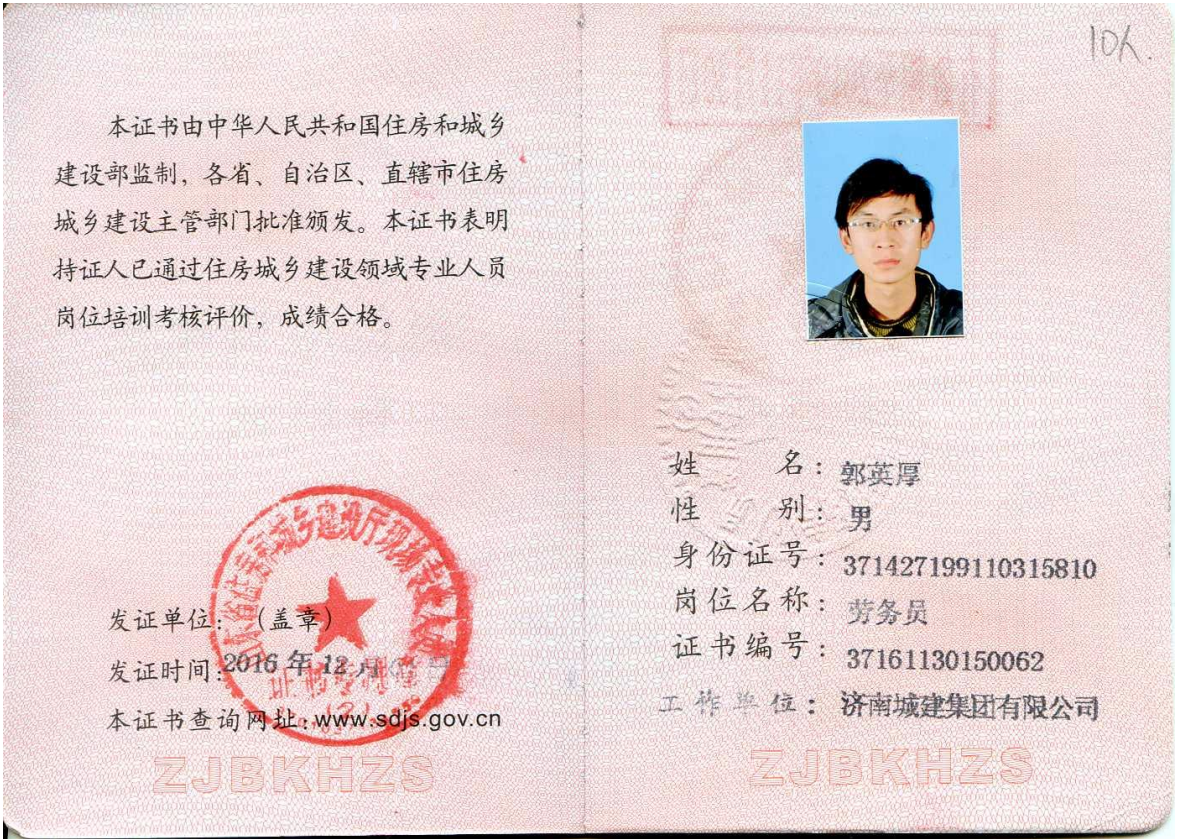 本证书由中华人民共和国住房和城乡
建设部监制，各省、自治区、直辖市住房
城乡建设主管部门批准颁发。本证书表明
持证人已通过住房城乡建设领域专业人员
岗位培训考核评价，成绩合格。
发证单位：（盖章）
发证时间：2016 年 12 月
本证书查询网址：www.sdjs.gov.cn
ZJBKHZS
10人.
姓 名：郭英厚
性 别：男
身份证号：371427199110315810
岗位名称：劳务员
证书编号：37161130150062
工作单位：济南城建集团有限公司
ZJBKHZS